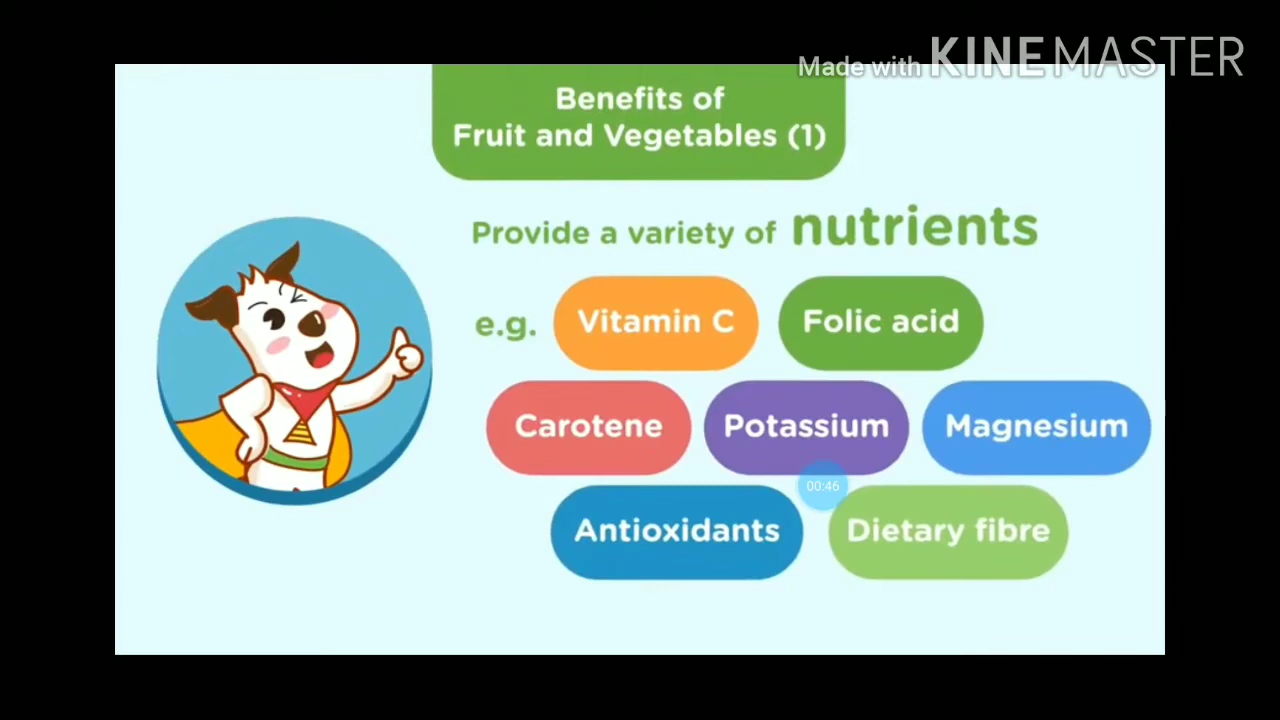 Made with KINEMASTER
Benefits of
Fruit and Vegetables (1)
Provide a variety of nutrients
e.g. Vitamin C Folic acid
Carotene Potassium Magnesium
00:46
Antioxidants Dietary fibre